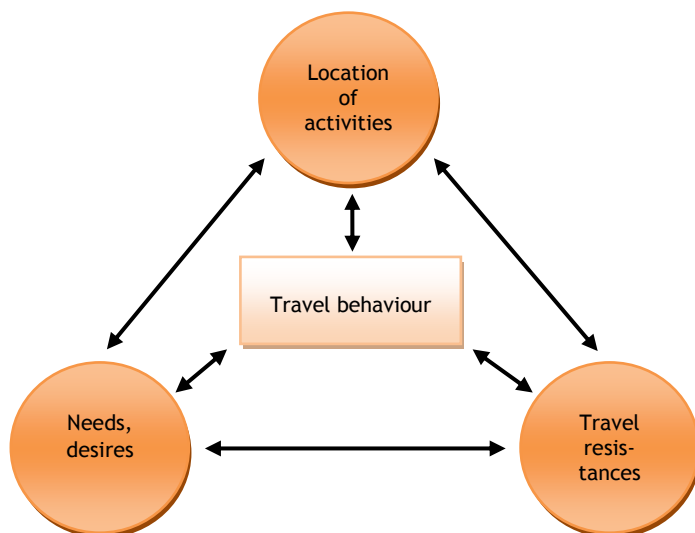 Location
of
activities
Travel behaviour
Needs,
desires
Travel
resis-
tances